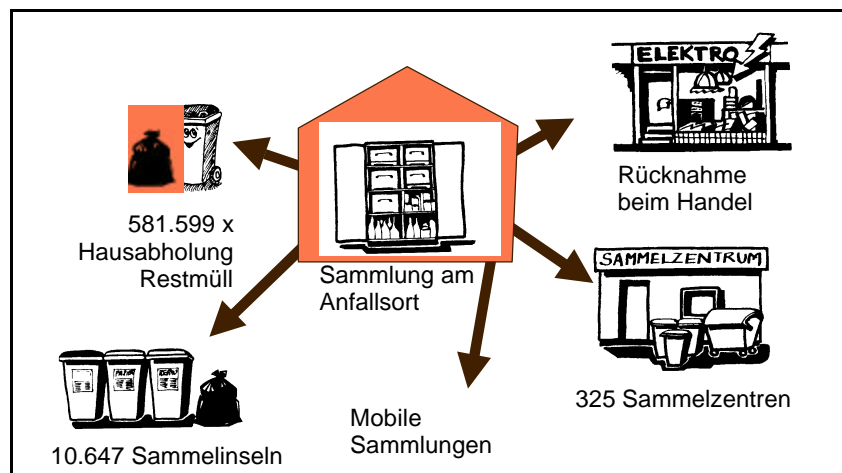 ELEKTRO
Rücknahme
beim Handel
581.599 x
Hausabholung
Restmüll
Sammlung am
Anfallsort
SAMMELZENTRUM
325 Sammelzentren
Mobile
Sammlungen
10.647 Sammelinseln